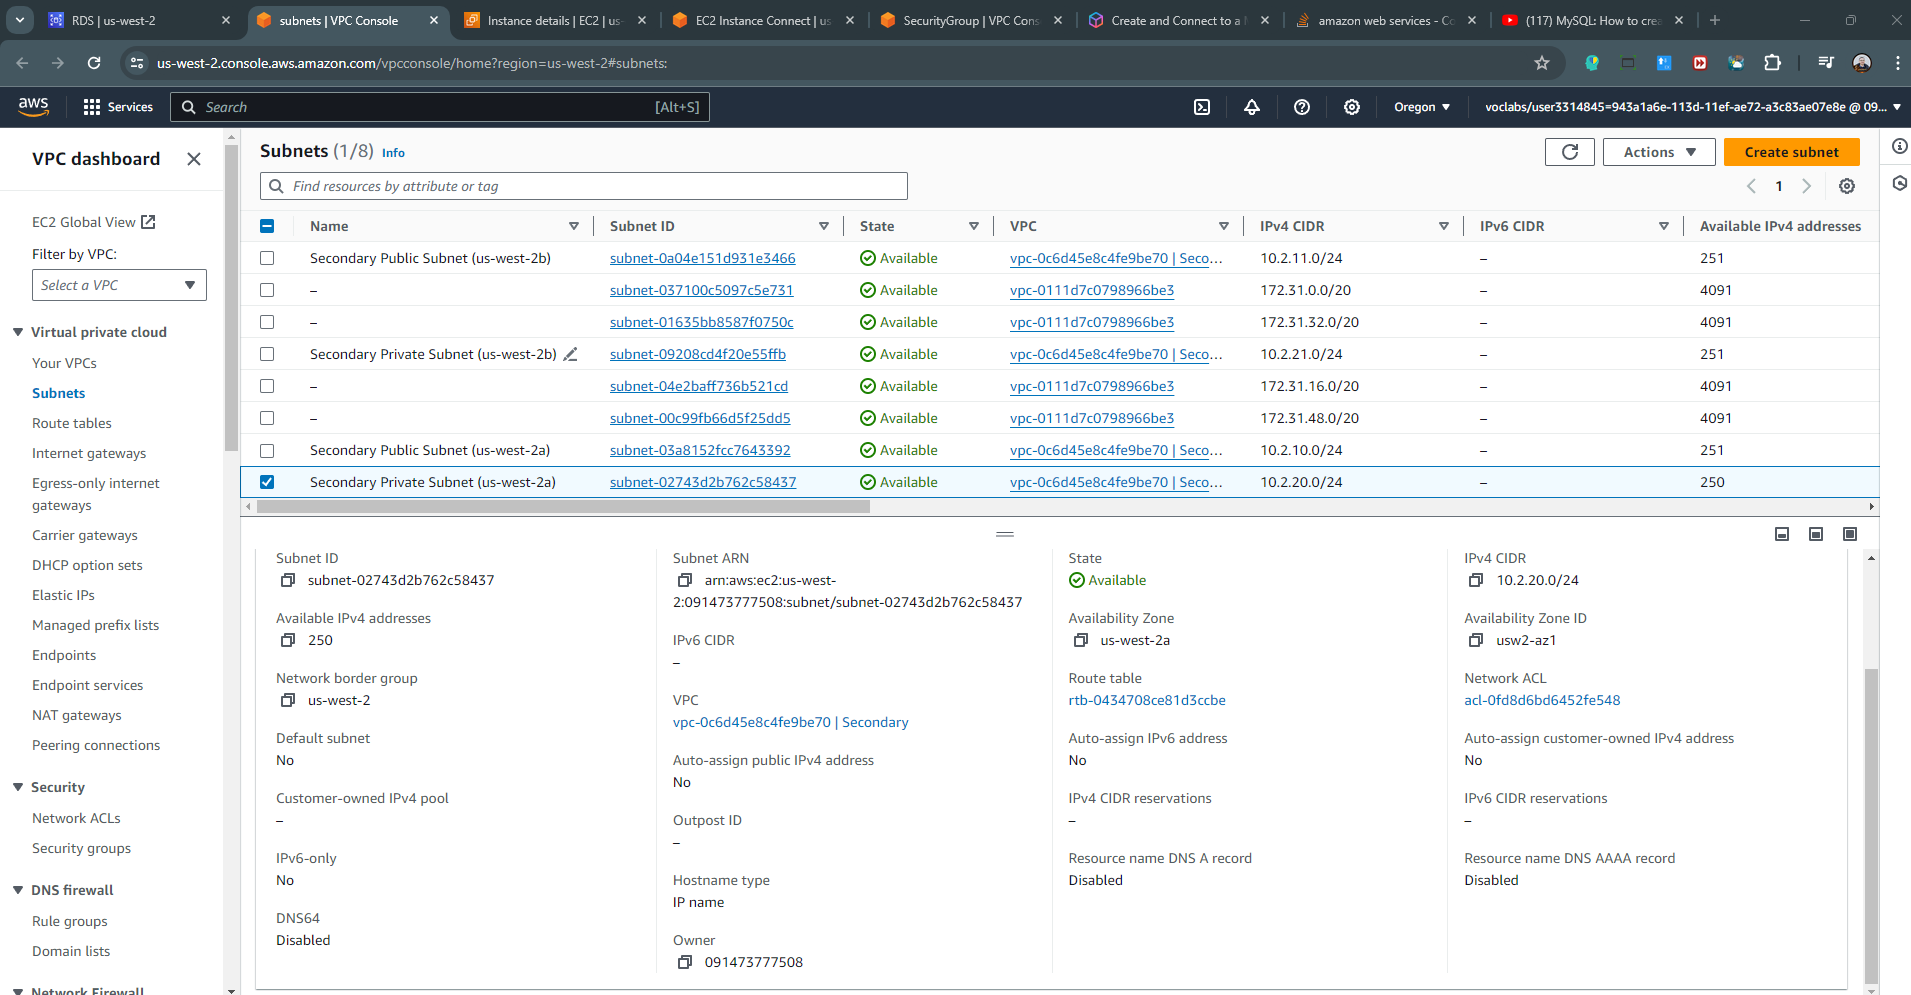 RDS | us-west-2
subnets | VPC Console
Instance details | EC2 | us-
EC2 Instance Connect | us
SecurityGroup | VPC Cons
Create and Connect to a
amazon web services - Co
(117) MySQL: How to crea
us-west-2.console.aws.amazon.com/vpcconsole/home?region=us-west-2#subnets:
aws
Services
Search
[Alt+S]
Oregon
voclabs/user3314845=943a1a6e-113d-11ef-ae72-a3c83ae07e8e @ 09...
VPC dashboard
EC2 Global View
Filter by VPC:
Select a VPC
Virtual private cloud
Your VPCs
Subnets
Route tables
Internet gateways
Egress-only internet
gateways
Carrier gateways
DHCP option sets
Elastic IPs
Managed prefix lists
Endpoints
Endpoint services
NAT gateways
Peering connections
Security
Network ACLs
Security groups
DNS firewall
Rule groups
Domain lists
Network Firewall
Subnets (1/8) Info
Actions
Create subnet
Find resources by attribute or tag
1
Name Subnet ID State VPC IPv4 CIDR IPv6 CIDR Available IPv4 addresses
Secondary Public Subnet (us-west-2b) subnet-0a04e151d931e3466 Available vpc-0c6d45e8c4fe9be70 | Seco... 10.2.11.0/24 – 251
– subnet-037100c5097c5e731 Available vpc-0111d7c0798966be3 172.31.0.0/20 – 4091
– subnet-01635bb8587f0750c Available vpc-0111d7c0798966be3 172.31.32.0/20 – 4091
Secondary Private Subnet (us-west-2b) subnet-09208cd4f20e55ffb Available vpc-0c6d45e8c4fe9be70 | Seco... 10.2.21.0/24 – 251
– subnet-04e2baff736b521cd Available vpc-0111d7c0798966be3 172.31.16.0/20 – 4091
– subnet-00c99fb66d5f25dd5 Available vpc-0111d7c0798966be3 172.31.48.0/20 – 4091
Secondary Public Subnet (us-west-2a) subnet-03a8152fcc7643392 Available vpc-0c6d45e8c4fe9be70 | Seco... 10.2.10.0/24 – 251
Secondary Private Subnet (us-west-2a) subnet-02743d2b762c58437 Available vpc-0c6d45e8c4fe9be70 | Seco... 10.2.20.0/24 – 250
Subnet ID
subnet-02743d2b762c58437
Available IPv4 addresses
250
Network border group
us-west-2
Default subnet
No
Customer-owned IPv4 pool
–
IPv6-only
No
DNS64
Disabled
Subnet ARN
arn:aws:ec2:us-west-
2:091473777508:subnet/subnet-02743d2b762c58437
IPv6 CIDR
–
VPC
vpc-0c6d45e8c4fe9be70 | Secondary
Auto-assign public IPv4 address
No
Outpost ID
–
Hostname type
IP name
Owner
091473777508
State
Available
Availability Zone
us-west-2a
Route table
rtb-0434708ce81d3ccbe
Auto-assign IPv6 address
No
IPv4 CIDR reservations
–
Resource name DNS A record
Disabled
IPv4 CIDR
10.2.20.0/24
Availability Zone ID
usw2-az1
Network ACL
acl-0fd8d6bd6452fe548
Auto-assign customer-owned IPv4 address
No
IPv6 CIDR reservations
–
Resource name DNS AAAA record
Disabled